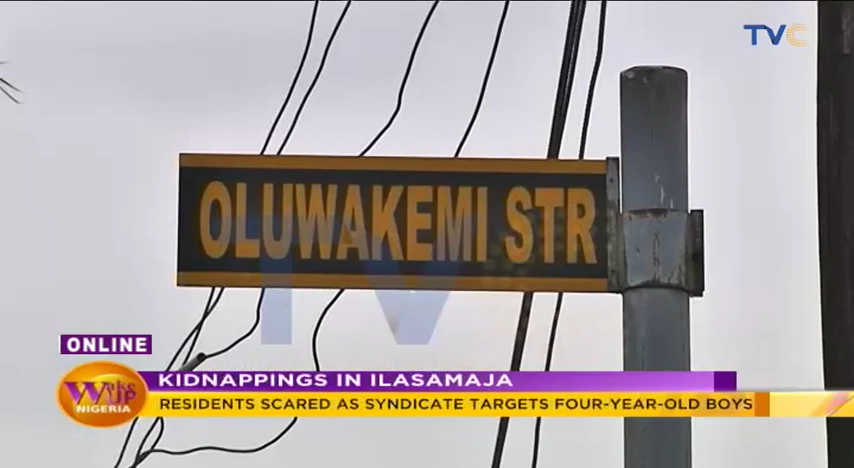 TVC
OLUWAKEMI STR
TVC
ONLINE
KIDNAPPINGS IN ILASAMAJA
Wake UP NIGERIA
RESIDENTS SCARED AS SYNDICATE TARGETS FOUR-YEAR-OLD BOYS